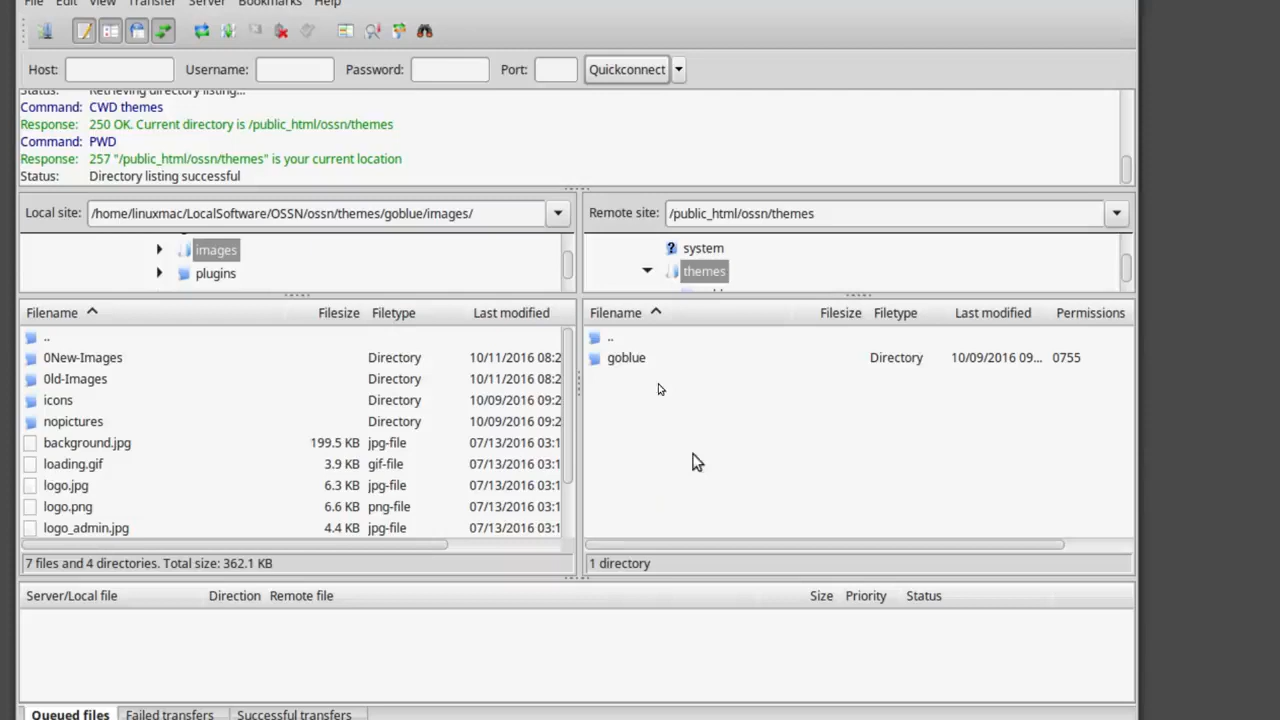 File Edit View Transfer Server Bookmarks Help
Host: Username: Password: Port: Quickconnect
Status: Retrieving directory listing...
Command: CWD themes
Response: 250 OK. Current directory is /public_html/ossn/themes
Command: PWD
Response: 257 "/public_html/ossn/themes" is your current location
Status: Directory listing successful
Local site: /home/linuxmac/LocalSoftware/OSSN/ossn/themes/goblue/images/
images
plugins
Filename Filesize Filetype Last modified
..
0New-Images Directory 10/11/2016 08:2
0ld-Images Directory 10/11/2016 08:2
icons Directory 10/09/2016 09:2
nopictures Directory 10/09/2016 09:2
background.jpg 199.5 KB jpg-file 07/13/2016 03:1
loading.gif 3.9 KB gif-file 07/13/2016 03:1
logo.jpg 6.3 KB jpg-file 07/13/2016 03:1
logo.png 6.6 KB png-file 07/13/2016 03:1
logo_admin.jpg 4.4 KB jpg-file 07/13/2016 03:1
7 files and 4 directories. Total size: 362.1 KB
Remote site: /public_html/ossn/themes
? system
themes
Filename Filesize Filetype Last modified Permissions
..
goblue Directory 10/09/2016 09... 0755
1 directory
Server/Local file Direction Remote file Size Priority Status
Queued files Failed transfers Successful transfers